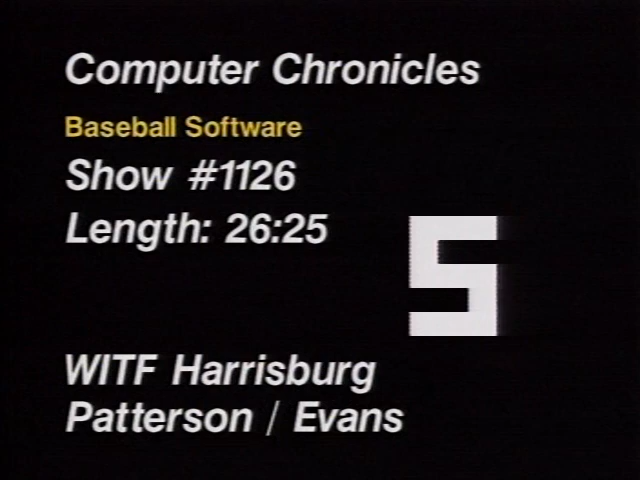 Computer Chronicles
Baseball Software
Show #1126
Length: 26:25
5
WITF Harrisburg
Patterson / Evans